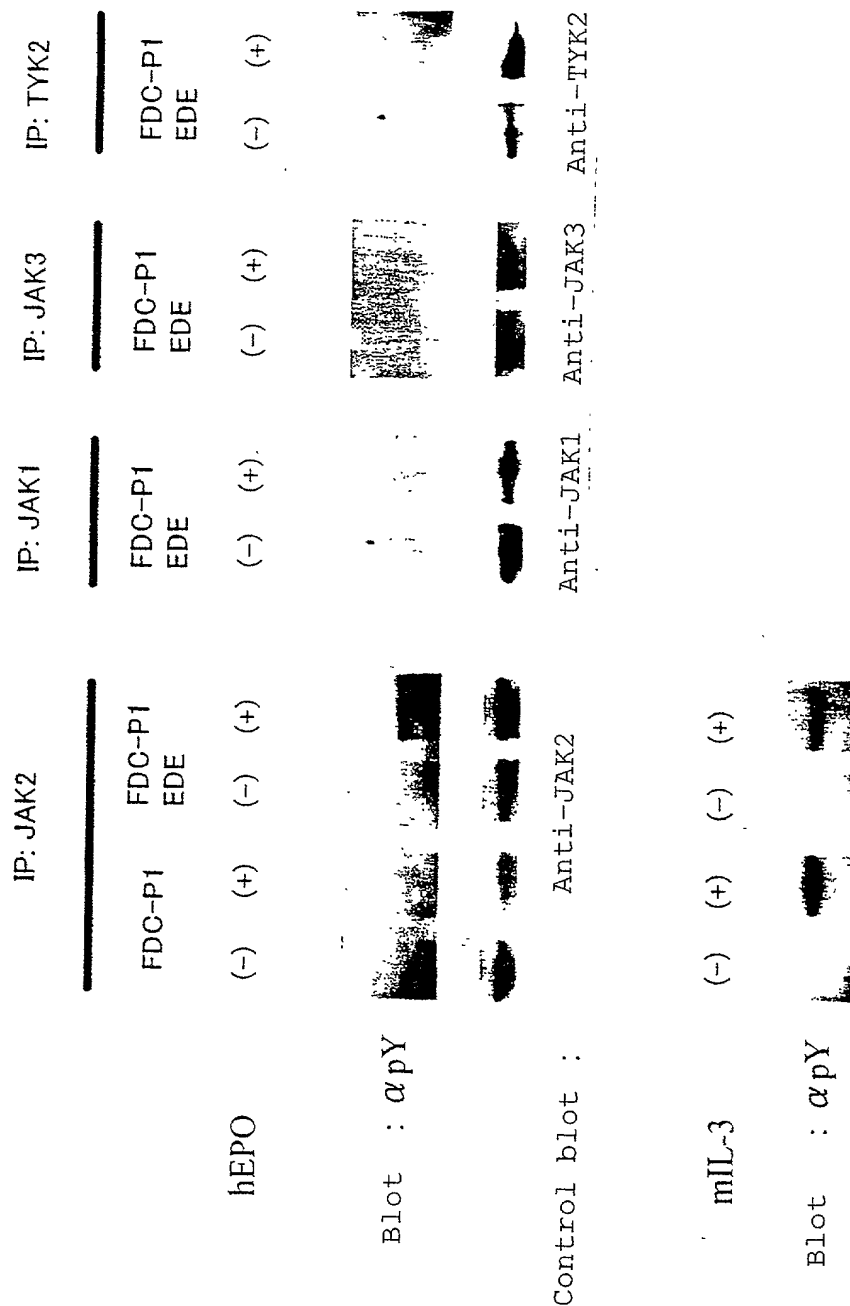 IP: JAK2 IP: JAK1 IP: JAK3 IP: TYK2
FDC-P1 FDC-P1 FDC-P1 FDC-P1 FDC-P1
EDE EDE EDE EDE
hEPO (-) (+) (-) (+) (-) (+) (-) (+) (-) (+)
Blot : αpY
Control blot : Anti-JAK2 Anti-JAK1 Anti-JAK3 Anti-TYK2
mIL-3 (-) (+) (-) (+)
Blot : αpY